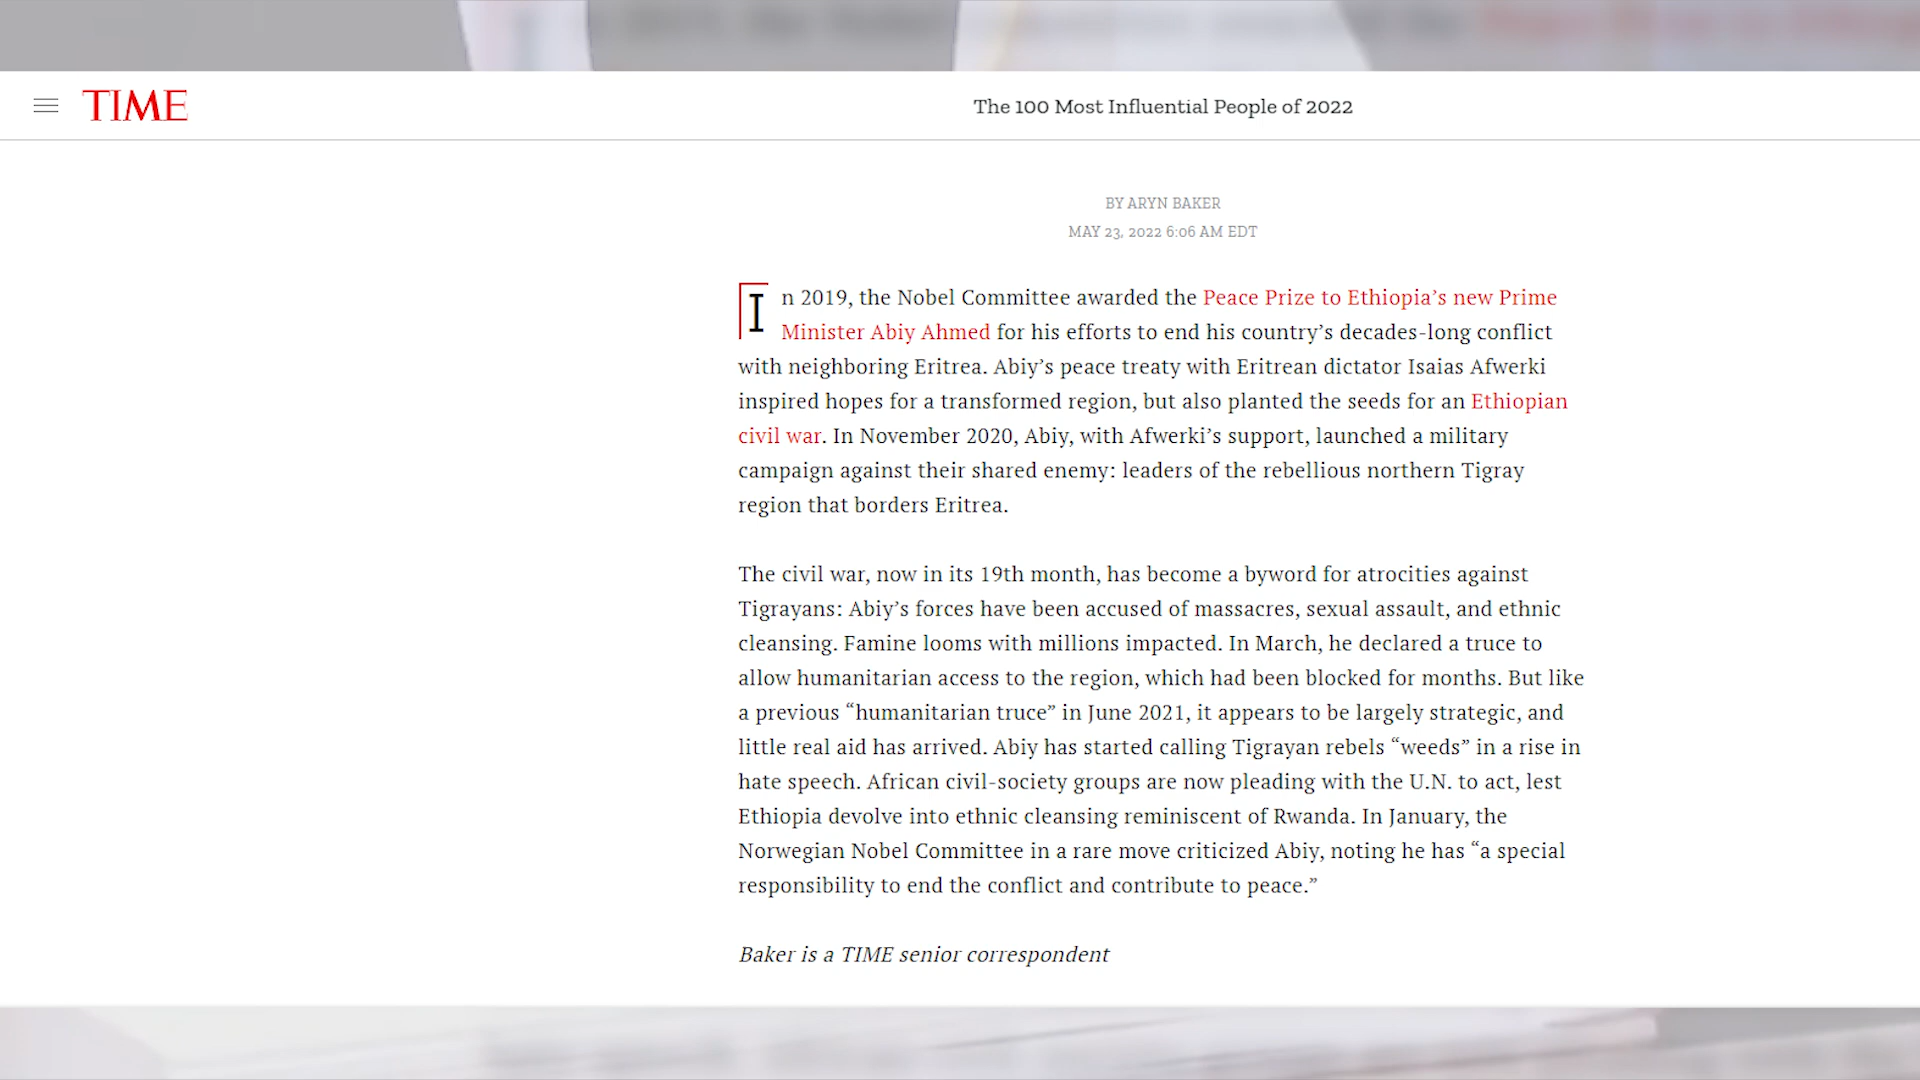 TIME
The 100 Most Influential People of 2022
BY ARYN BAKER
MAY 23, 2022 6:06 AM EDT
In 2019, the Nobel Committee awarded the Peace Prize to Ethiopia’s new Prime
Minister Abiy Ahmed for his efforts to end his country’s decades-long conflict
with neighboring Eritrea. Abiy’s peace treaty with Eritrean dictator Isaias Afwerki
inspired hopes for a transformed region, but also planted the seeds for an Ethiopian
civil war. In November 2020, Abiy, with Afwerki’s support, launched a military
campaign against their shared enemy: leaders of the rebellious northern Tigray
region that borders Eritrea.
The civil war, now in its 19th month, has become a byword for atrocities against
Tigrayans: Abiy’s forces have been accused of massacres, sexual assault, and ethnic
cleansing. Famine looms with millions impacted. In March, he declared a truce to
allow humanitarian access to the region, which had been blocked for months. But like
a previous “humanitarian truce” in June 2021, it appears to be largely strategic, and
little real aid has arrived. Abiy has started calling Tigrayan rebels “weeds” in a rise in
hate speech. African civil-society groups are now pleading with the U.N. to act, lest
Ethiopia devolve into ethnic cleansing reminiscent of Rwanda. In January, the
Norwegian Nobel Committee in a rare move criticized Abiy, noting he has “a special
responsibility to end the conflict and contribute to peace.”
Baker is a TIME senior correspondent